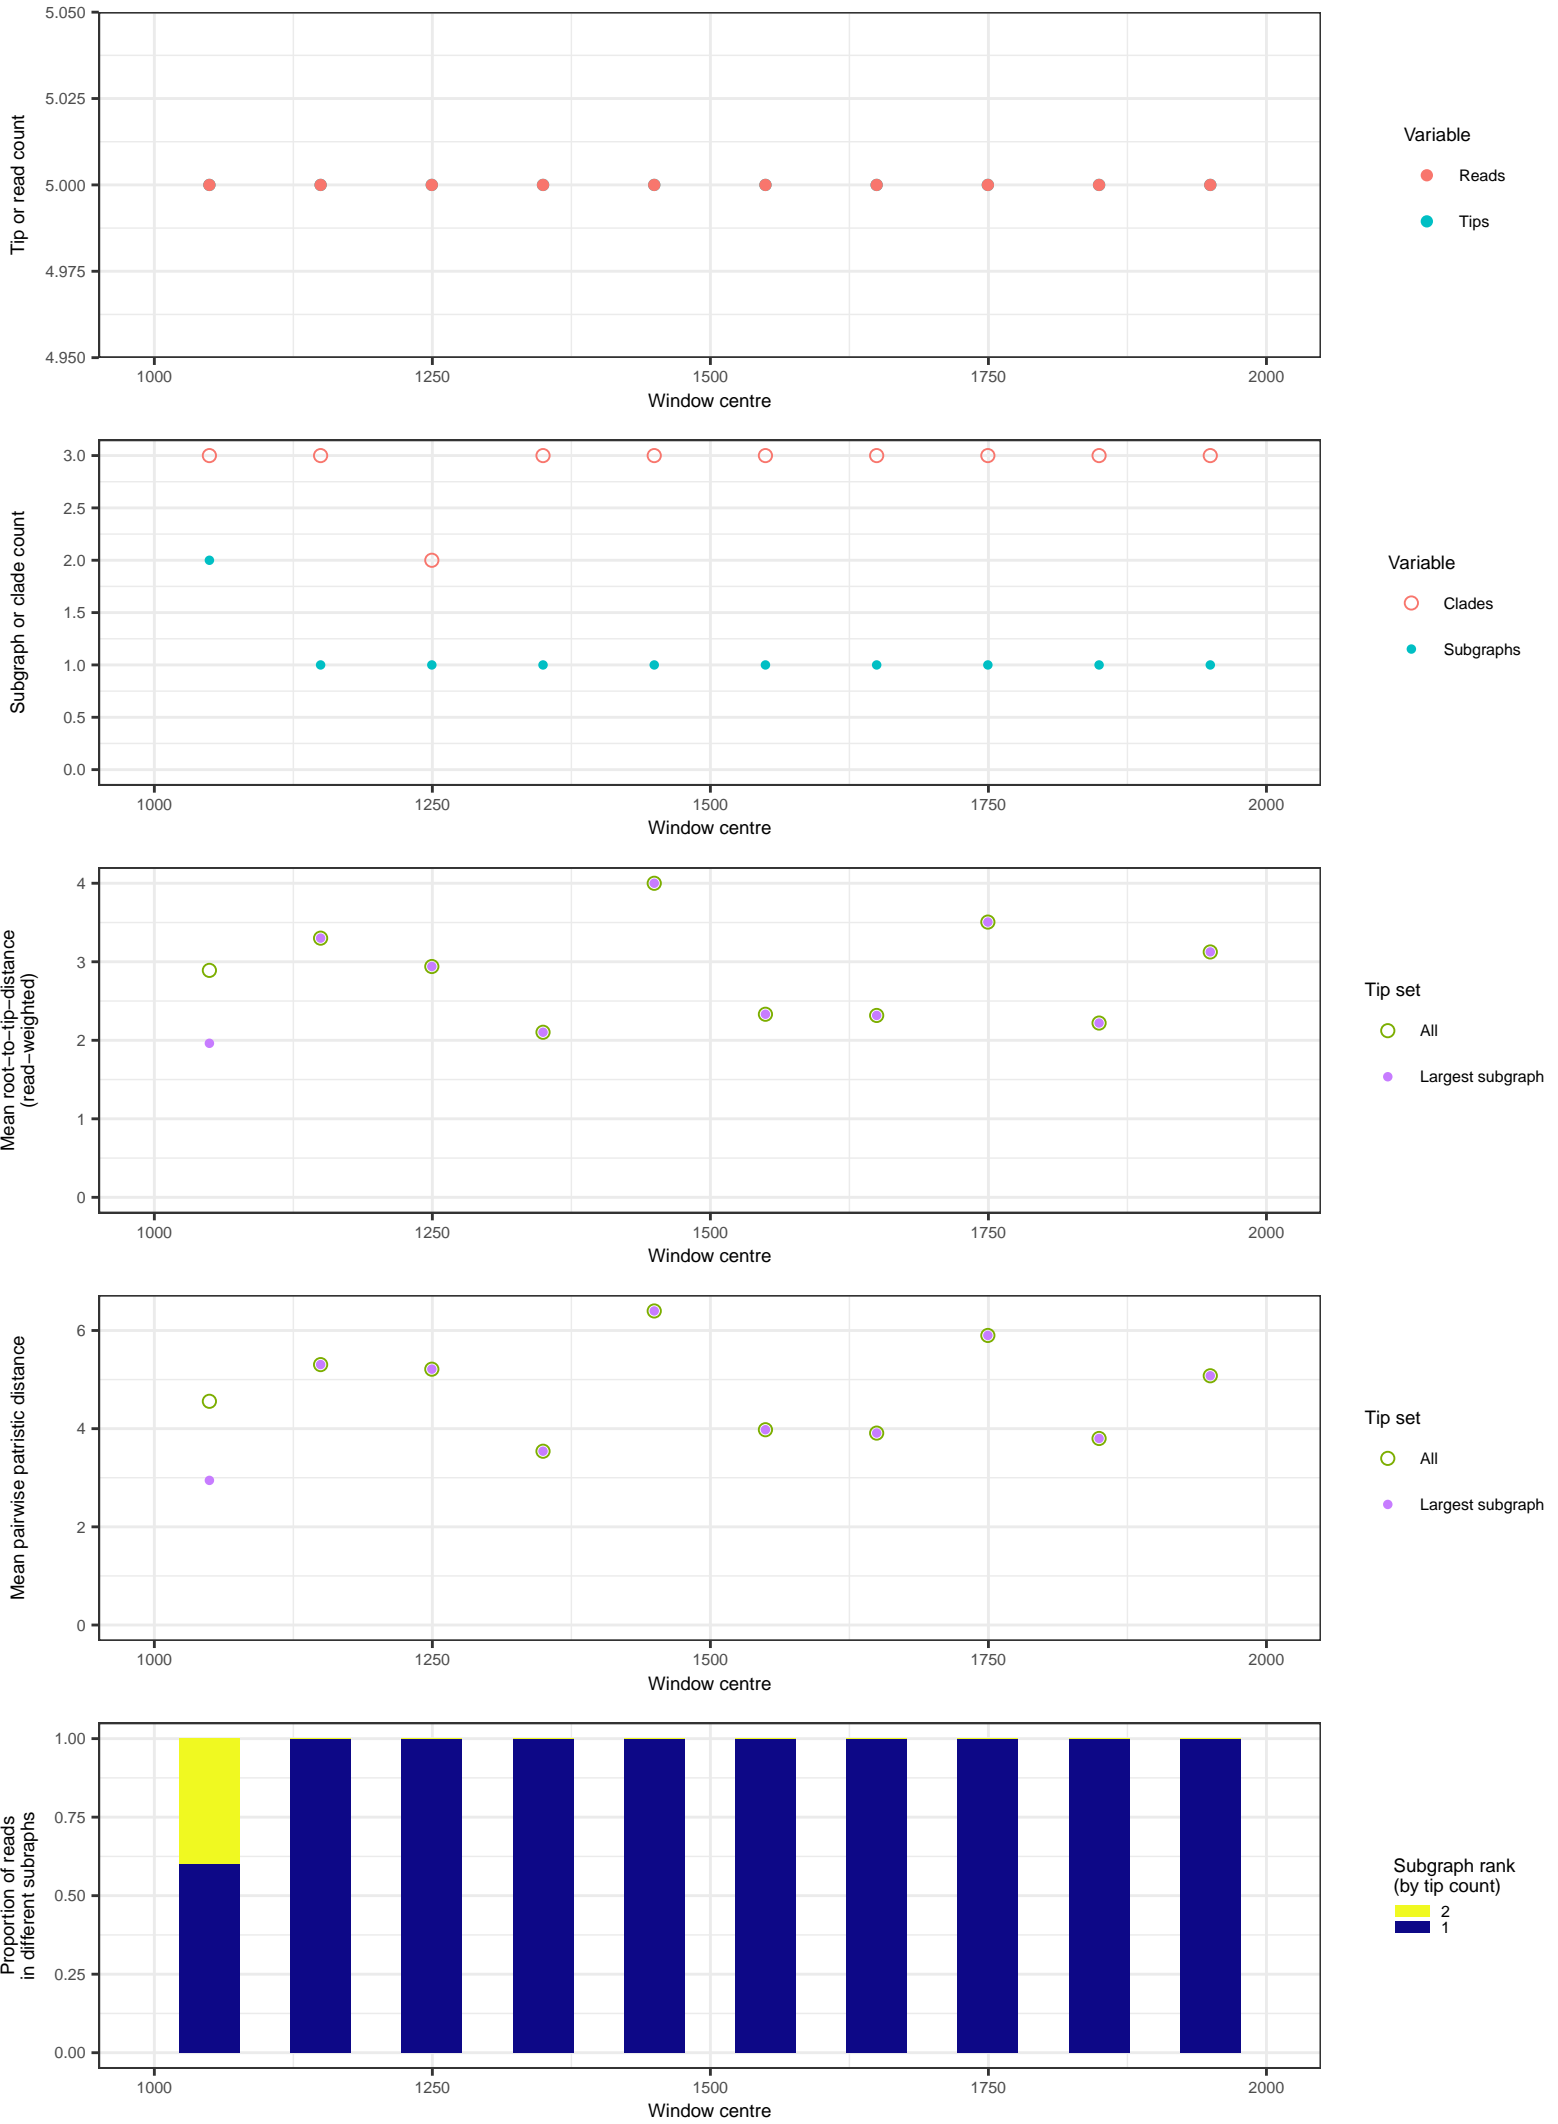 5.050
5.025
5.000
4.975
4.950
Tip or read count
1000 1250 1500 1750 2000
Window centre
Variable
Reads
Tips
3.0
2.5
2.0
1.5
1.0
0.5
0.0
Subgraph or clade count
1000 1250 1500 1750 2000
Window centre
Variable
Clades
Subgraphs
4
3
2
1
0
Mean root−to−tip−distance
(read−weighted)
1000 1250 1500 1750 2000
Window centre
Tip set
All
Largest subgraph
6
4
2
0
Mean pairwise patristic distance
1000 1250 1500 1750 2000
Window centre
Tip set
All
Largest subgraph
1.00
0.75
0.50
0.25
0.00
Proportion of reads
in different subraphs
1000 1250 1500 1750 2000
Window centre
Subgraph rank
(by tip count)
2
1